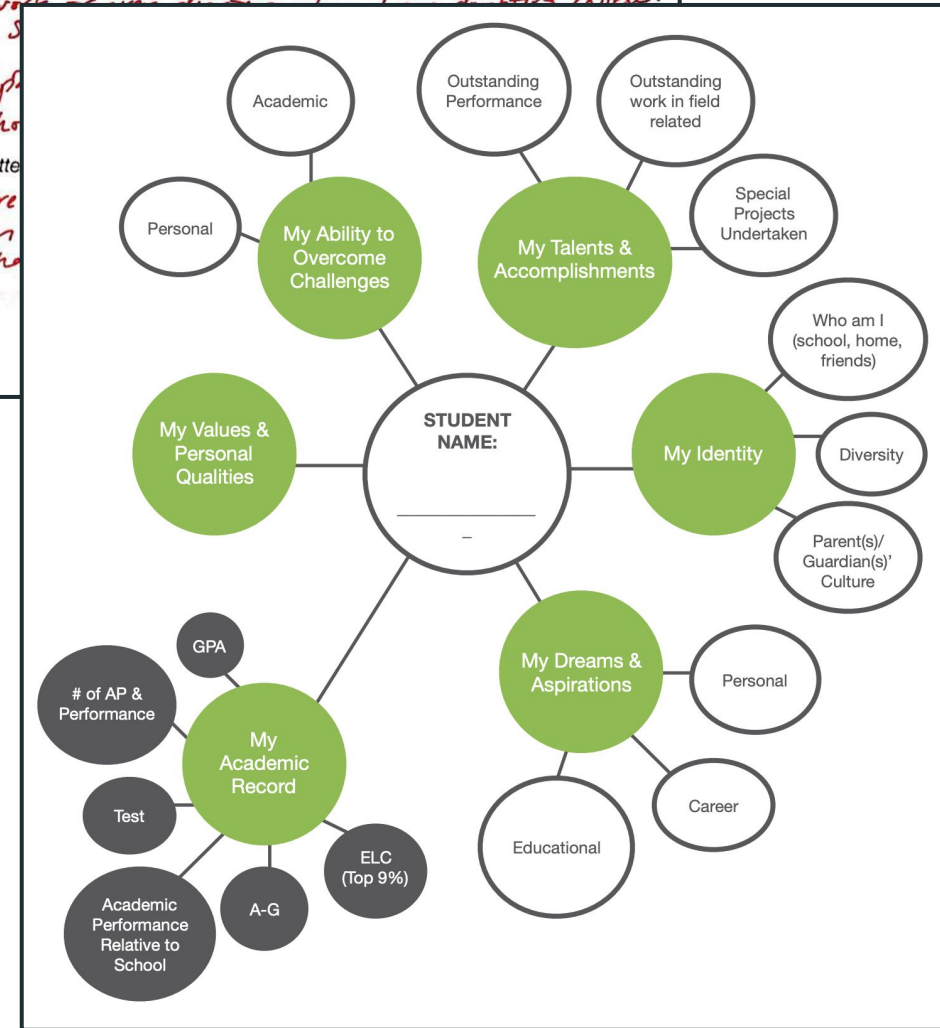 Academic
Outstanding
Performance
Outstanding
work in field
related
Personal
My Ability to
Overcome
Challenges
My Talents &
Accomplishments
Special
Projects
Undertaken
Who am I
(school, home,
friends)
My Values &
Personal
Qualities
STUDENT
NAME:
_______________
_
My Identity
Diversity
Parent(s)/
Guardian(s)'
Culture
GPA
# of AP &
Performance
My
Academic
Record
Test
Academic
Performance
Relative to
School
A-G
ELC
(Top 9%)
My Dreams &
Aspirations
Personal
Career
Educational